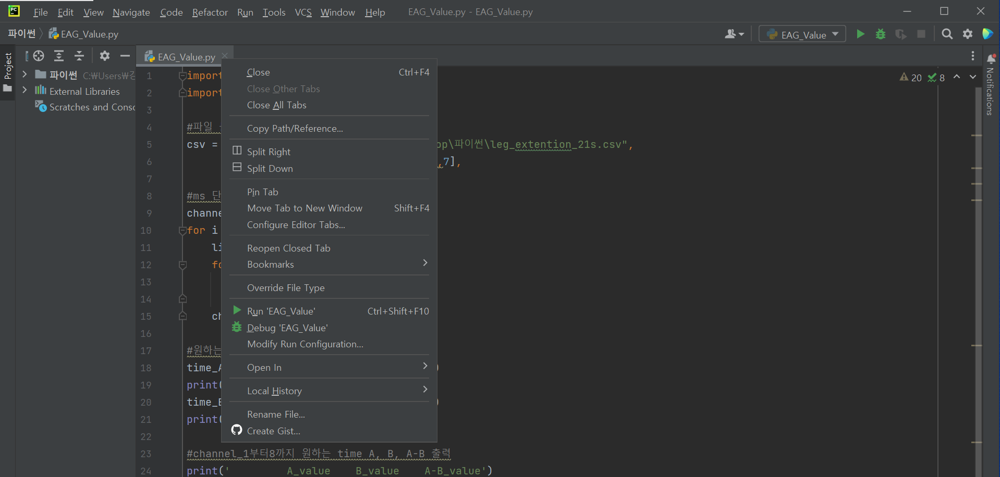 PC
File Edit View Navigate Code Refactor Run Tools VCS Window Help EAG_Value.py - EAG_Value.py
파이썬 EAG_Value.py
EAG_Value
Project
EAG_Value.py
파이썬 C:₩Users₩
External Libraries
Scratches and Conso
Notifications
20 8
1 import
2 import
3
4 #파일
5 csv = op\파이썬\leg_extention_21s.csv",
6 ,7],
7
8 #ms 단
9 channe
10 for i
11 li
12 fo
13
14
15 ch
16
17 #원하는
18 time_A )
19 print(
20 time_B )
21 print(
22
23 #channel_1부터8까지 원하는 time A, B, A-B 출력
24 print(' A_value B_value A-B_value')
Close Ctrl+F4
Close Other Tabs
Close All Tabs
Copy Path/Reference...
Split Right
Split Down
Pin Tab
Move Tab to New Window Shift+F4
Configure Editor Tabs...
Reopen Closed Tab
Bookmarks
Override File Type
Run 'EAG_Value' Ctrl+Shift+F10
Debug 'EAG_Value'
Modify Run Configuration...
Open In
Local History
Rename File...
Create Gist...